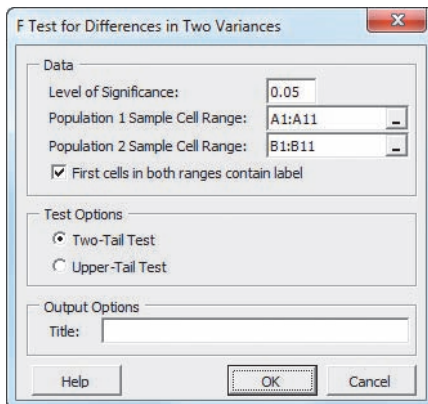 F Test for Differences in Two Variances
Data
Level of Significance: 0.05
Population 1 Sample Cell Range: A1:A11
Population 2 Sample Cell Range: B1:B11
First cells in both ranges contain label
Test Options
Two-Tail Test
Upper-Tail Test
Output Options
Title:
Help OK Cancel